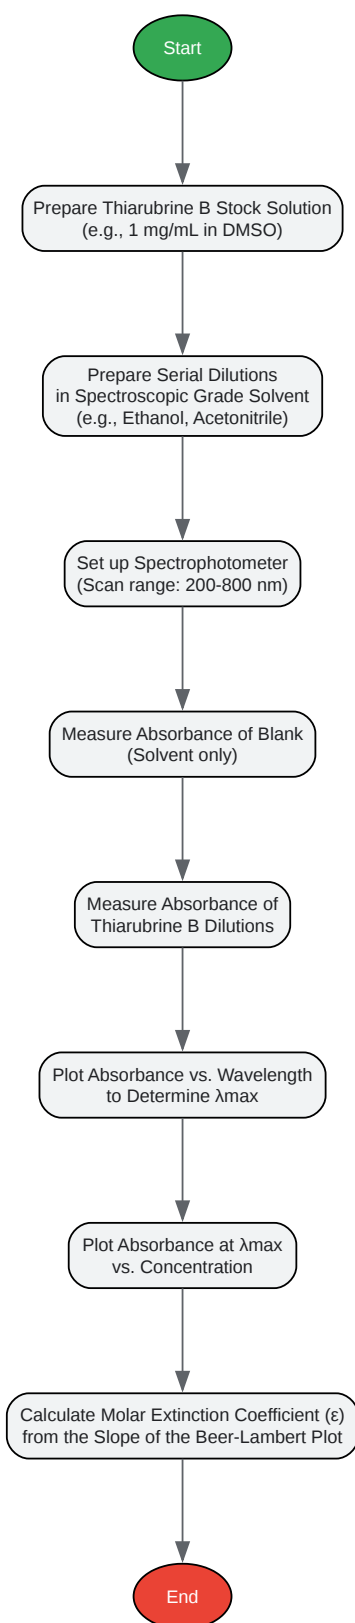 Start
Prepare Thiarubrine B Stock Solution
(e.g., 1 mg/mL in DMSO)
Prepare Serial Dilutions
in Spectroscopic Grade Solvent
(e.g., Ethanol, Acetonitrile)
Set up Spectrophotometer
(Scan range: 200-800 nm)
Measure Absorbance of Blank
(Solvent only)
Measure Absorbance of
Thiarubrine B Dilutions
Plot Absorbance vs. Wavelength
to Determine λmax
Plot Absorbance at λmax
vs. Concentration
Calculate Molar Extinction Coefficient (ε)
from the Slope of the Beer-Lambert Plot
End